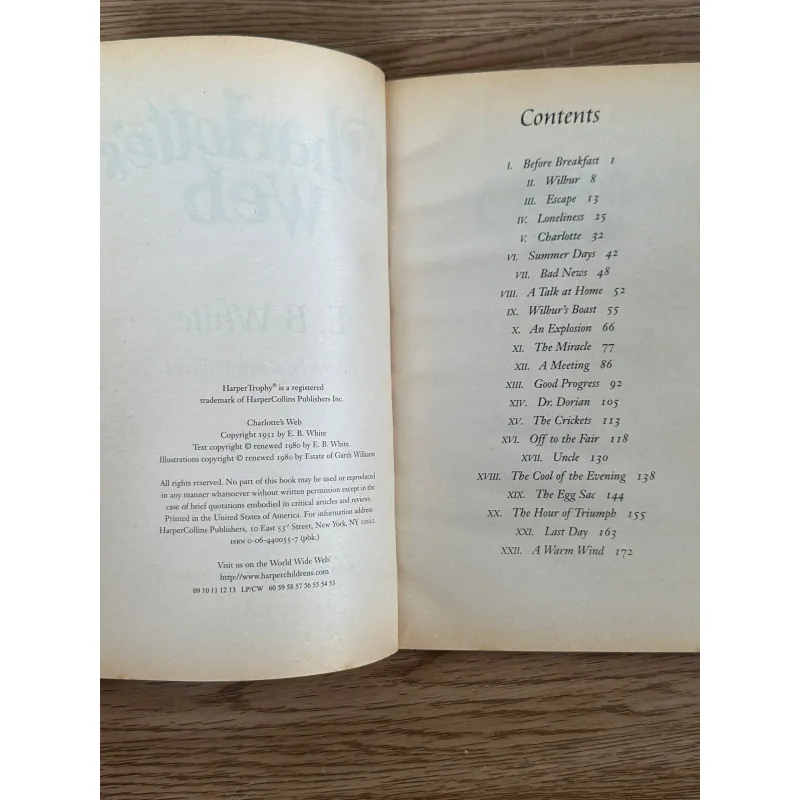 HarperTrophy® is a registered
trademark of HarperCollins Publishers Inc.
Charlotte's Web
Copyright 1952 by E. B. White
Text copyright © renewed 1980 by E. B. White.
Illustrations copyright © renewed 1980 by Estate of Garth Williams
All rights reserved. No part of this book may be used or reproduced
in any manner whatsoever without written permission except in the
case of brief quotations embodied in critical articles and reviews.
Printed in the United States of America. For information address
HarperCollins Publishers, 10 East 53rd Street, New York, NY 10022.
ISBN 0-06-440055-7 (pbk.)
Visit us on the World Wide Web!
http://www.harperchildrens.com
09 10 11 12 13 LP/CW 60 59 58 57 56 55 54 53
Contents
I. Before Breakfast 1
II. Wilbur 8
III. Escape 13
IV. Loneliness 25
V. Charlotte 32
VI. Summer Days 42
VII. Bad News 48
VIII. A Talk at Home 52
IX. Wilbur's Boast 55
X. An Explosion 66
XI. The Miracle 77
XII. A Meeting 86
XIII. Good Progress 92
XIV. Dr. Dorian 105
XV. The Crickets 113
XVI. Off to the Fair 118
XVII. Uncle 130
XVIII. The Cool of the Evening 138
XIX. The Egg Sac 144
XX. The Hour of Triumph 155
XXI. Last Day 163
XXII. A Warm Wind 172